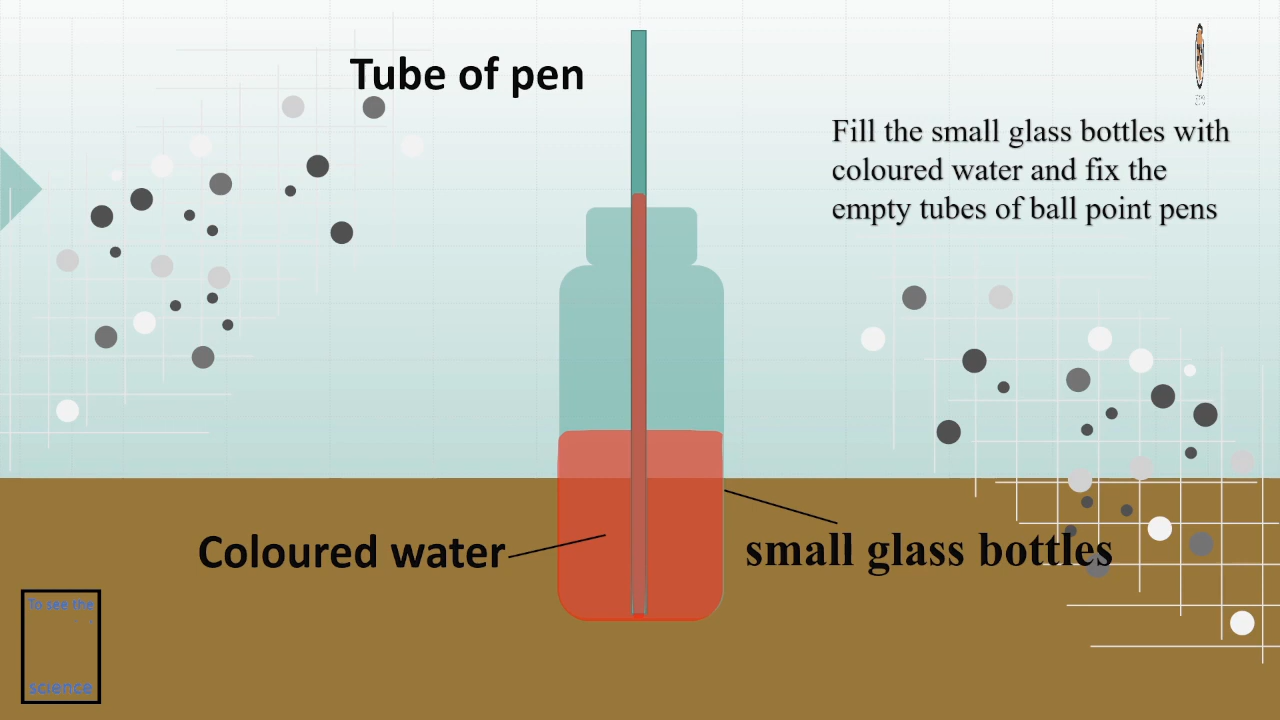 Tube of pen
Fill the small glass bottles with
coloured water and fix the
empty tubes of ball point pens
Coloured water
small glass bottles
To see the
science